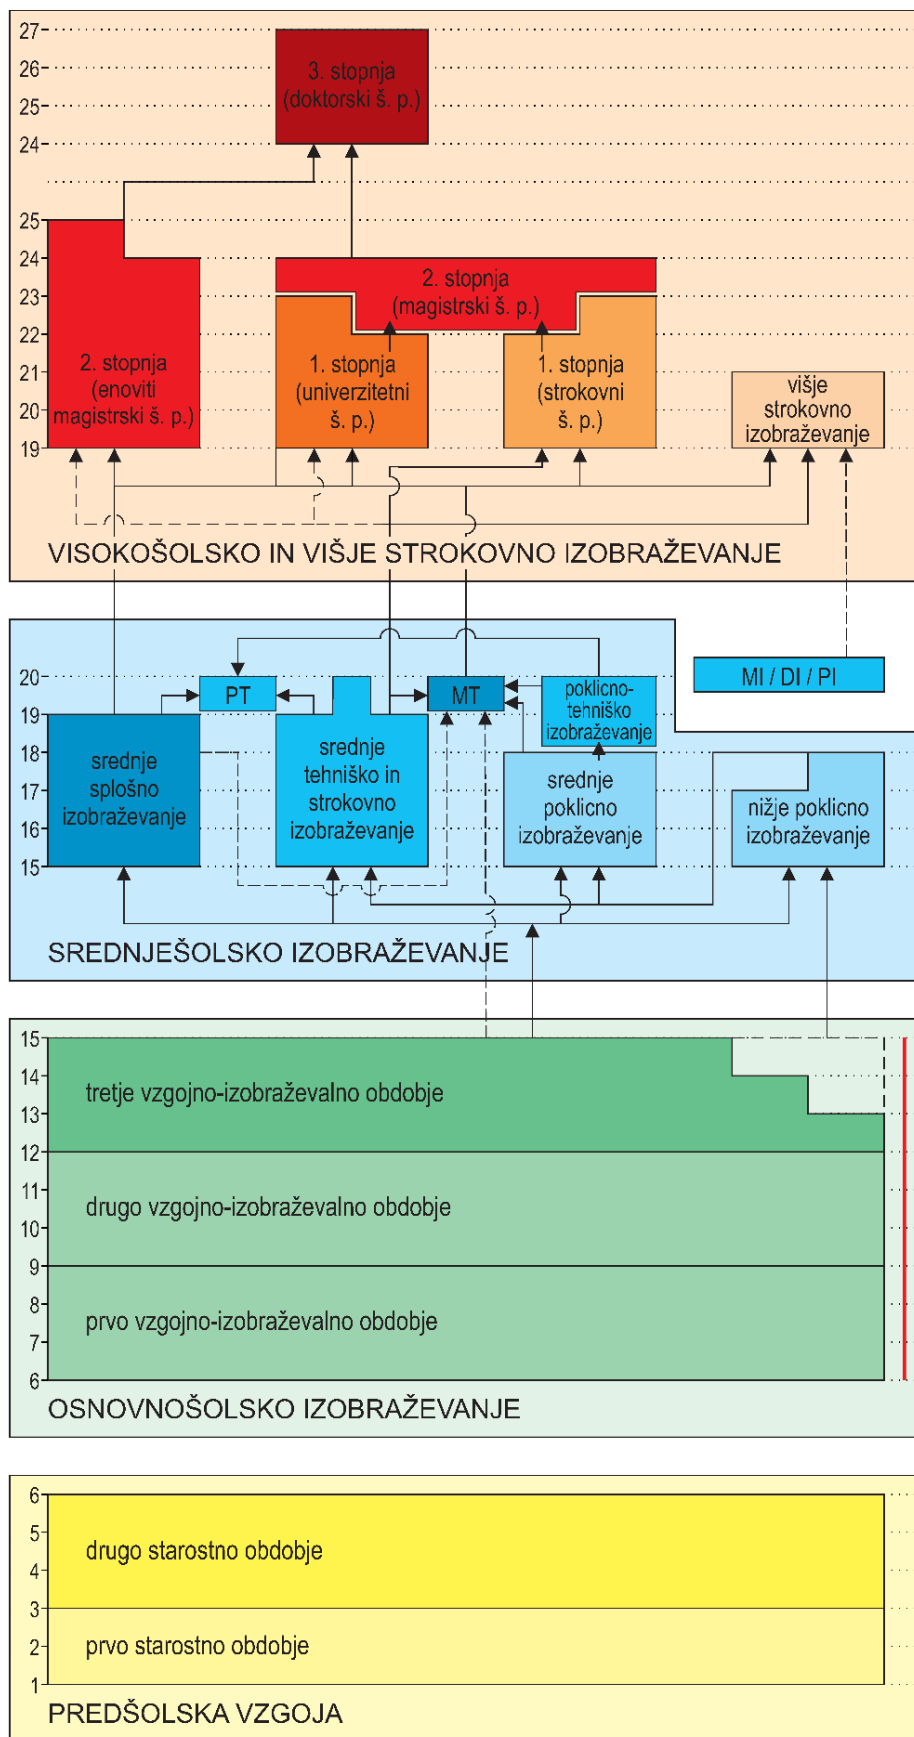 27
26
25
24
3. stopnja
(doktorski š. p.)
25
24
23
22
21
20
19
2. stopnja
(enoviti
magistrski š. p.)
2. stopnja
(magistrski š. p.)
1. stopnja
(univerzitetni
š. p.)
1. stopnja
(strokovni
š. p.)
višje
strokovno
izobraževanje
VISOKOŠOLSKO IN VIŠJE STROKOVNO IZOBRAŽEVANJE
20
19
18
17
16
15
PT
MT
poklicno-
tehniško
izobraževanje
MI / DI / PI
srednje
splošno
izobraževanje
srednje
tehniško in
strokovno
izobraževanje
srednje
poklicno
izobraževanje
nižje poklicno
izobraževanje
SREDNJEŠOLSKO IZOBRAŽEVANJE
15
14
13
12
11
10
9
8
7
6
tretje vzgojno-izobraževalno obdobje
drugo vzgojno-izobraževalno obdobje
prvo vzgojno-izobraževalno obdobje
OSNOVNOŠOLSKO IZOBRAŽEVANJE
6
5
4
3
2
1
drugo starostno obdobje
prvo starostno obdobje
PREDŠOLSKA VZGOJA